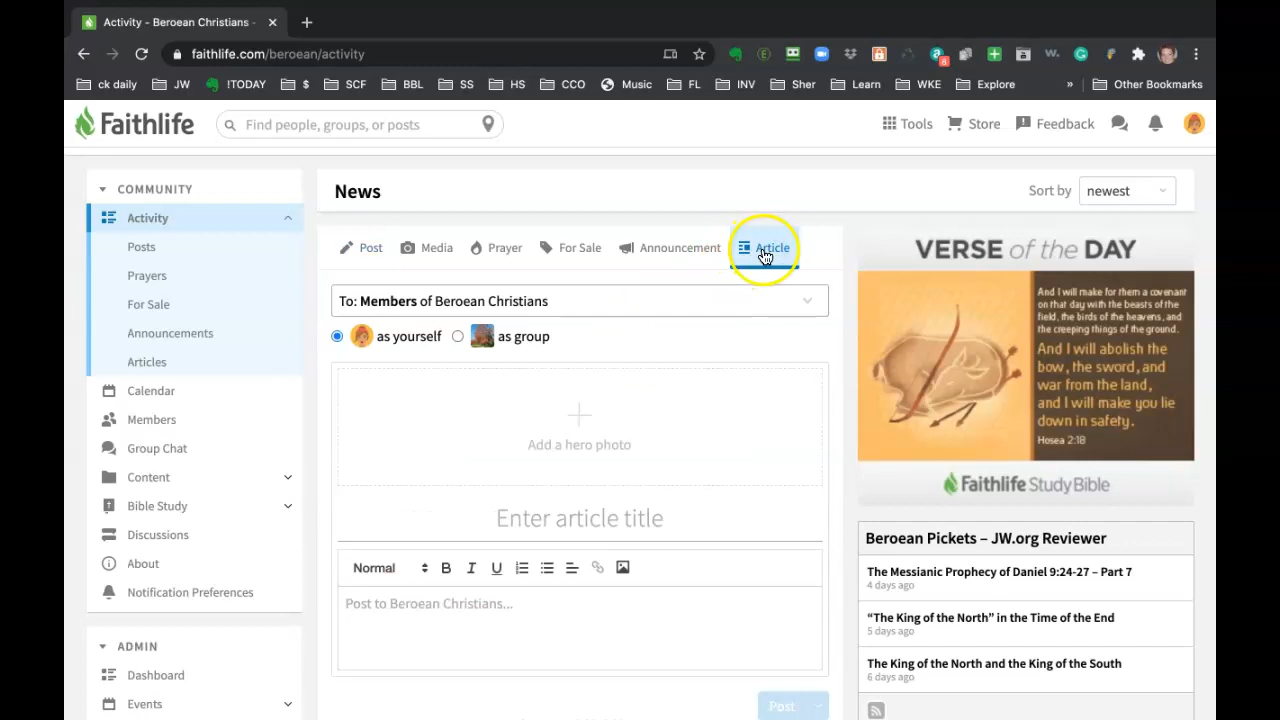 Activity – Beroean Christians -
faithlife.com/beroean/activity
8
ck daily JW !TODAY $ SCF BBL SS HS CCO Music FL INV Sher Learn WKE Explore » Other Bookmarks
Faithlife Find people, groups, or posts Tools Store Feedback
COMMUNITY
Activity
Posts
Prayers
For Sale
Announcements
Articles
Calendar
Members
Group Chat
Content
Bible Study
Discussions
About
Notification Preferences
ADMIN
Dashboard
Events
News Sort by newest
Post Media Prayer For Sale Announcement Article
To: Members of Beroean Christians
as yourself as group
Add a hero photo
Enter article title
Normal B I U
Post to Beroean Christians...
Post
VERSE of the DAY
And I will make for them a covenant
on that day with the beasts of the
field, the birds of the heavens, and
the creeping things of the ground.
And I will abolish the
bow, the sword, and
war from the land,
and I will make you lie
down in safety.
Hosea 2:18
Faithlife Study Bible
Beroean Pickets – JW.org Reviewer
The Messianic Prophecy of Daniel 9:24-27 – Part 7
4 days ago
“The King of the North” in the Time of the End
5 days ago
The King of the North and the King of the South
6 days ago